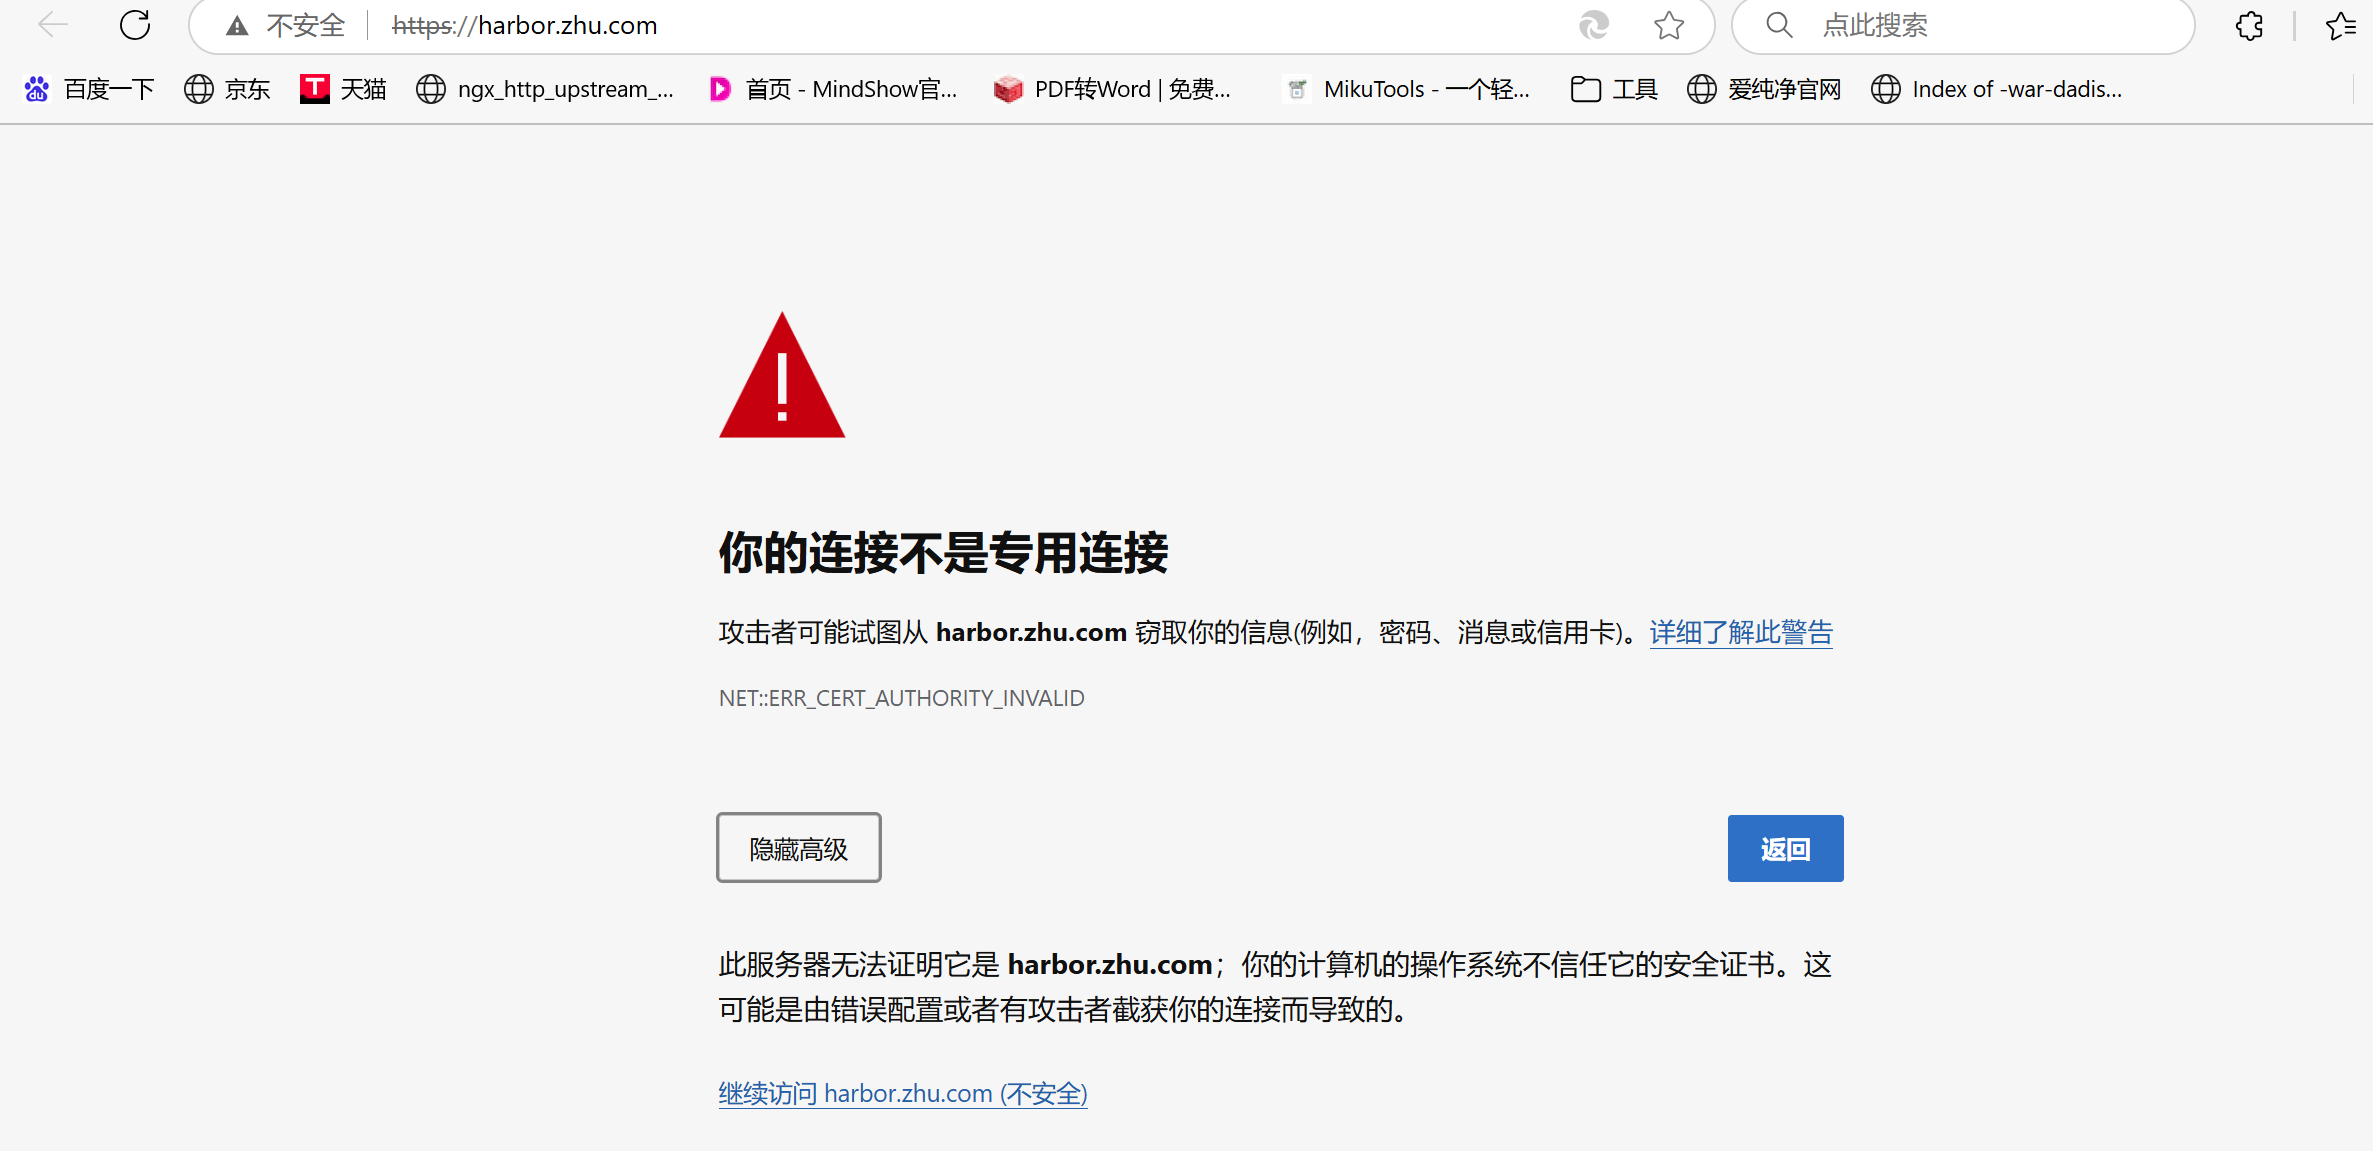 不安全 https://harbor.zhu.com 点此搜索
百度一下 京东 天猫 ngx_http_upstream_... 首页 - MindShow官... PDF转Word | 免费... MikuTools - 一个轻... 工具 爱纯净官网 Index of -war-dadis...
你的连接不是专用连接
攻击者可能试图从 harbor.zhu.com 窃取你的信息(例如，密码、消息或信用卡)。详细了解此警告
NET::ERR_CERT_AUTHORITY_INVALID
隐藏高级 返回
此服务器无法证明它是 harbor.zhu.com；你的计算机的操作系统不信任它的安全证书。这
可能是由错误配置或者有攻击者截获你的连接而导致的。
继续访问 harbor.zhu.com (不安全)